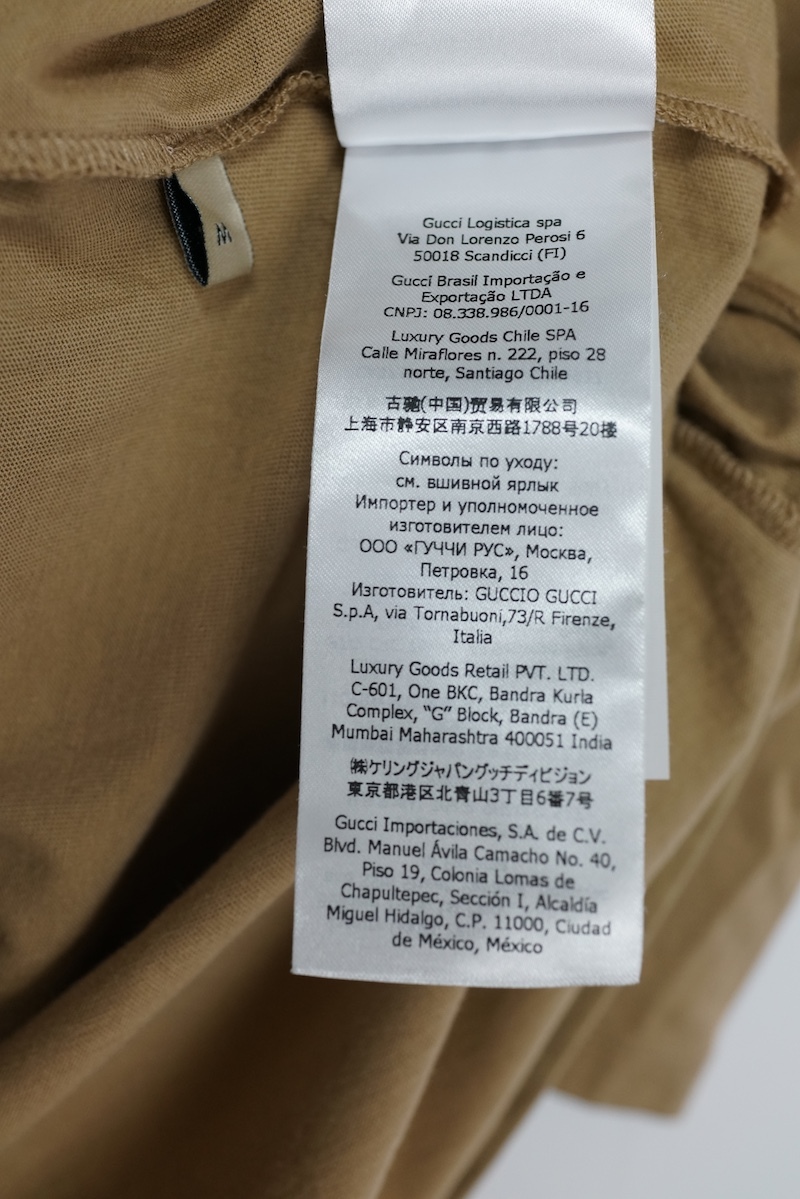 M
Gucci Logistica spa
Via Don Lorenzo Perosi 6
50018 Scandicci (FI)
Gucci Brasil Importação e
Exportação LTDA
CNPJ: 08.338.986/0001-16
Luxury Goods Chile SPA
Calle Miraflores n. 222, piso 28
norte, Santiago Chile
古驰(中国)贸易有限公司
上海市静安区南京西路1788号20楼
Символы по уходу:
см. вшивной ярлык
Импортер и уполномоченное
изготовителем лицо:
ООО «ГУЧЧИ РУС», Москва,
Петровка, 16
Изготовитель: GUCCIO GUCCI
S.p.A, via Tornabuoni,73/R Firenze,
Italia
Luxury Goods Retail PVT. LTD.
C-601, One BKC, Bandra Kurla
Complex, “G” Block, Bandra (E)
Mumbai Maharashtra 400051 India
㈱ケリングジャパングッチディビジョン
東京都港区北青山3丁目6番7号
Gucci Importaciones, S.A. de C.V.
Blvd. Manuel Ávila Camacho No. 40,
Piso 19, Colonia Lomas de
Chapultepec, Sección I, Alcaldía
Miguel Hidalgo, C.P. 11000, Ciudad
de México, México